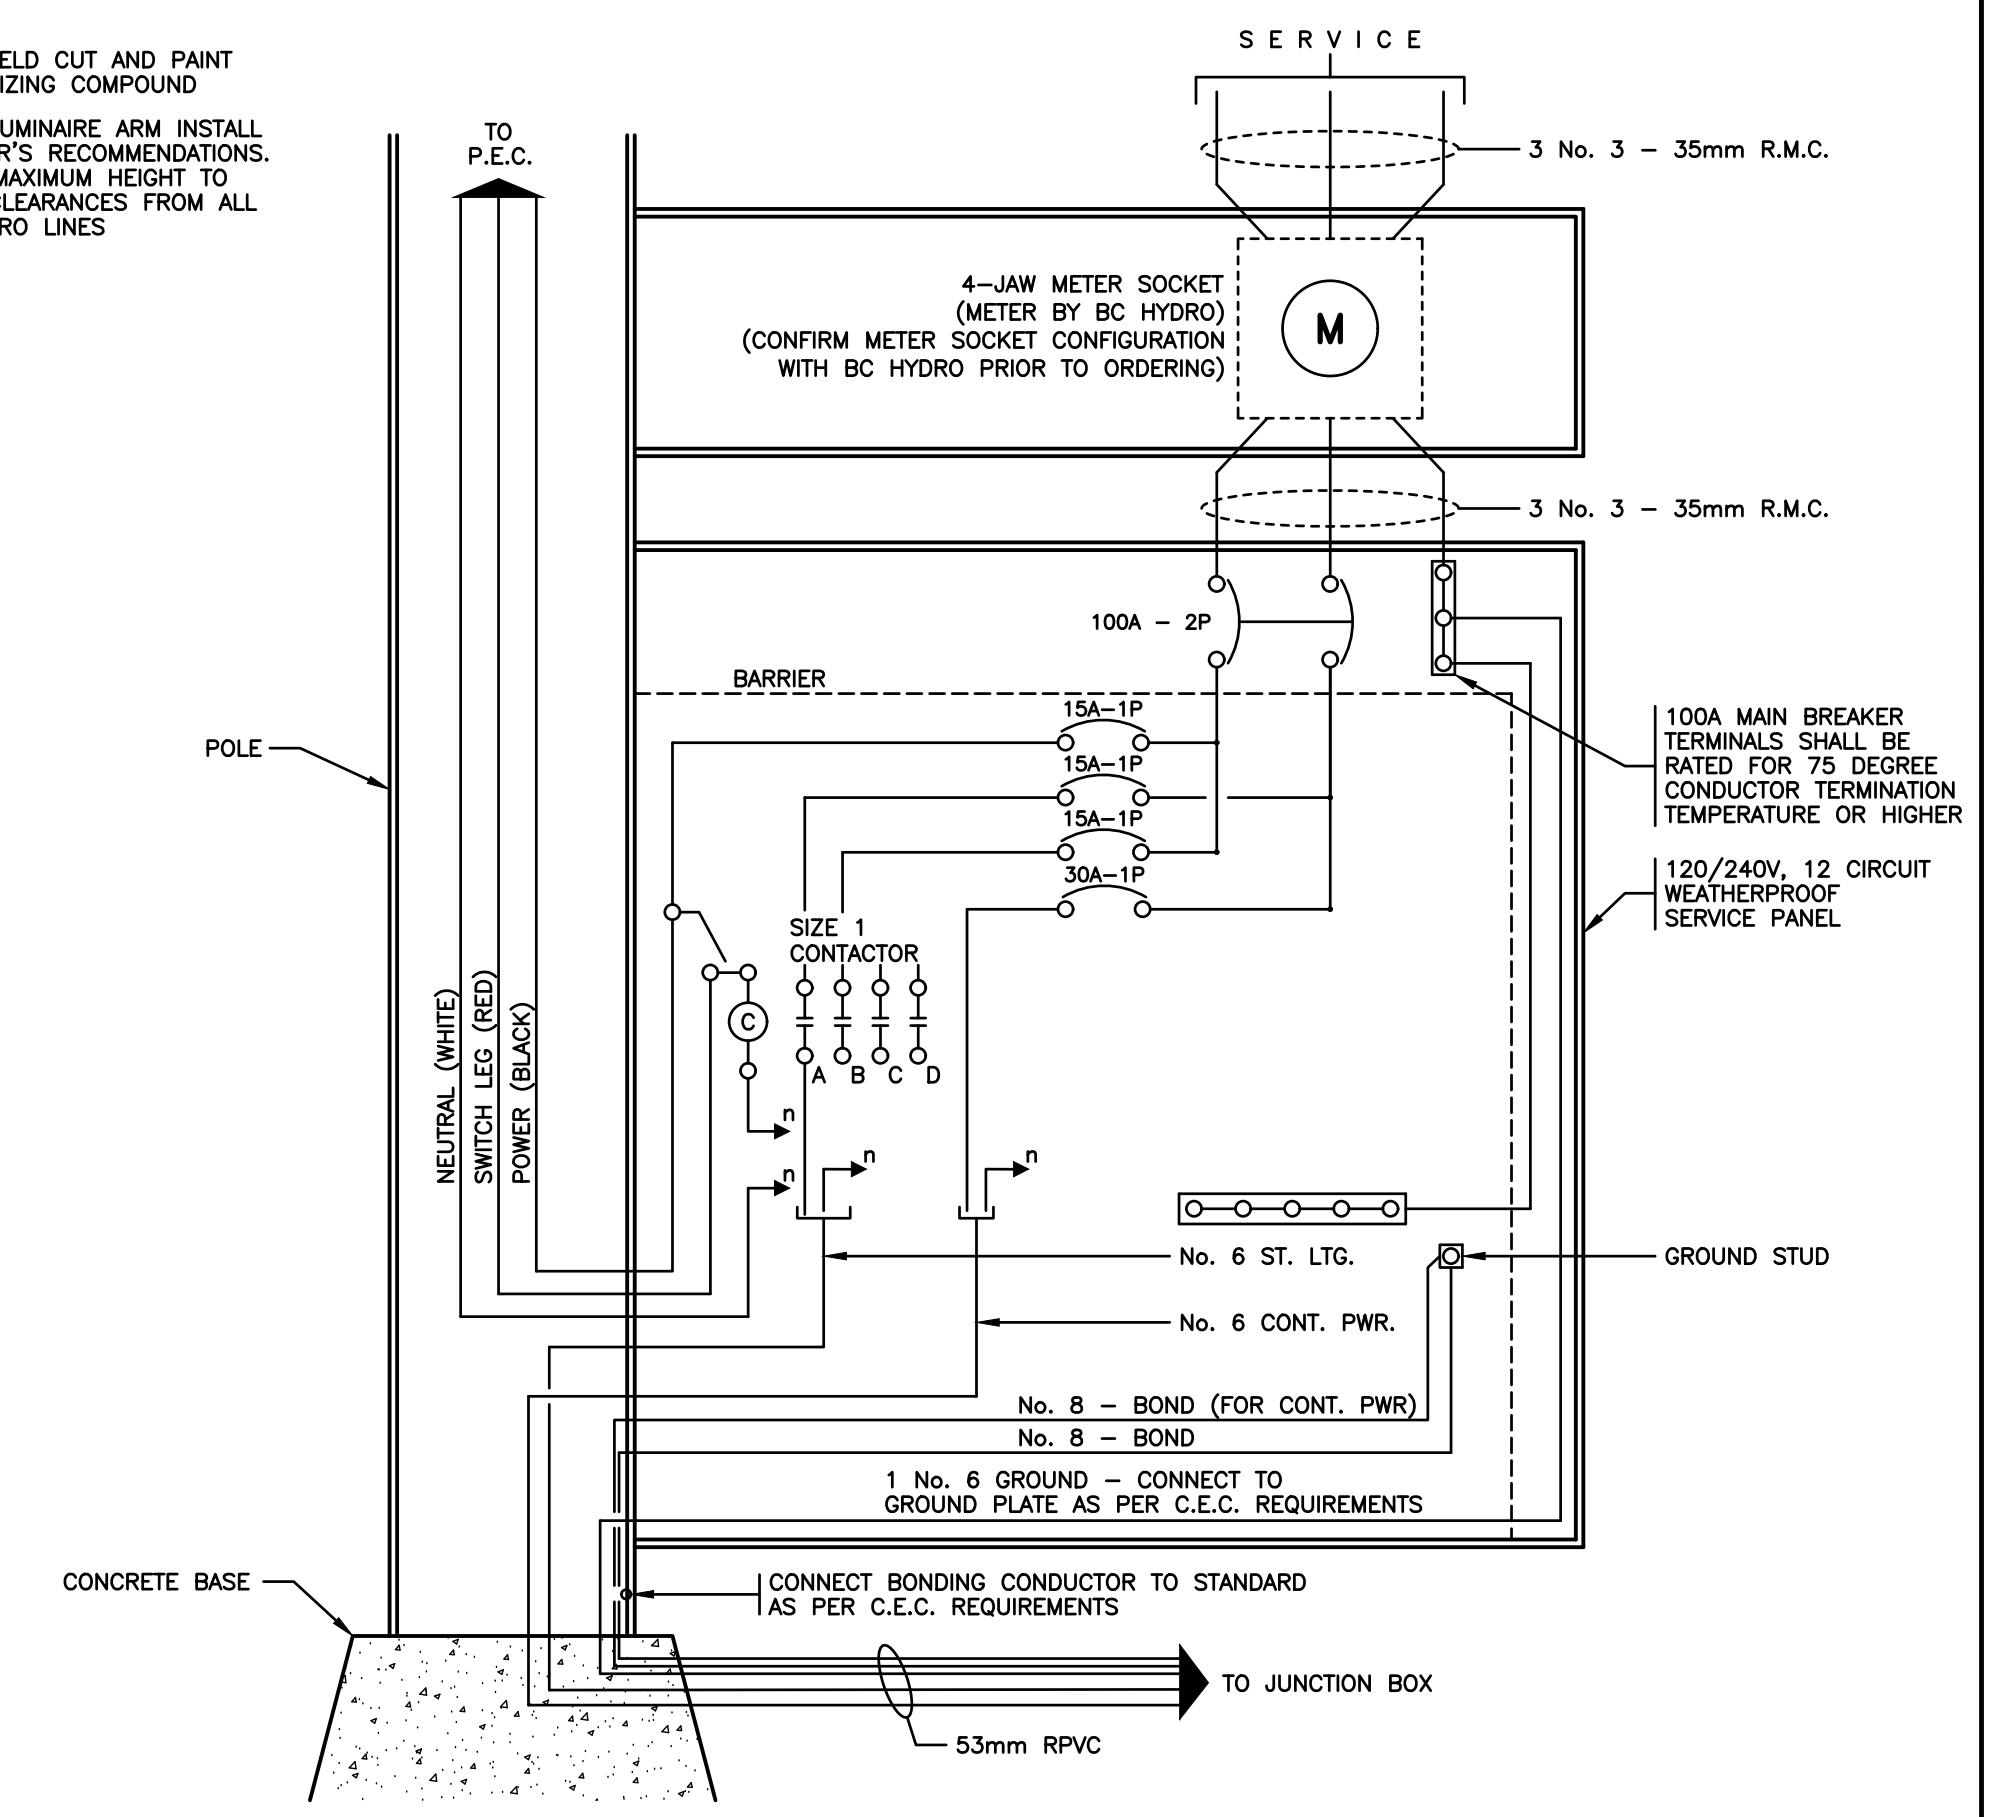 SERVICE
ELD CUT AND PAINT
IZING COMPOUND
UMINAIRE ARM INSTALL
R'S RECOMMENDATIONS.
MAXIMUM HEIGHT TO
CLEARANCES FROM ALL
RO LINES
TO
P.E.C.
3 No. 3 – 35mm R.M.C.
4–JAW METER SOCKET
(METER BY BC HYDRO)
(CONFIRM METER SOCKET CONFIGURATION
WITH BC HYDRO PRIOR TO ORDERING)
M
3 No. 3 – 35mm R.M.C.
100A – 2P
BARRIER
15A–1P
15A–1P
15A–1P
30A–1P
POLE
100A MAIN BREAKER
TERMINALS SHALL BE
RATED FOR 75 DEGREE
CONDUCTOR TERMINATION
TEMPERATURE OR HIGHER
120/240V, 12 CIRCUIT
WEATHERPROOF
SERVICE PANEL
SIZE 1
CONTACTOR
C
A B C D
NEUTRAL (WHITE)
SWITCH LEG (RED)
POWER (BLACK)
n
n
n
n
No. 6 ST. LTG.
GROUND STUD
No. 6 CONT. PWR.
No. 8 – BOND (FOR CONT. PWR)
No. 8 – BOND
1 No. 6 GROUND – CONNECT TO
GROUND PLATE AS PER C.E.C. REQUIREMENTS
CONCRETE BASE
CONNECT BONDING CONDUCTOR TO STANDARD
AS PER C.E.C. REQUIREMENTS
TO JUNCTION BOX
53mm RPVC